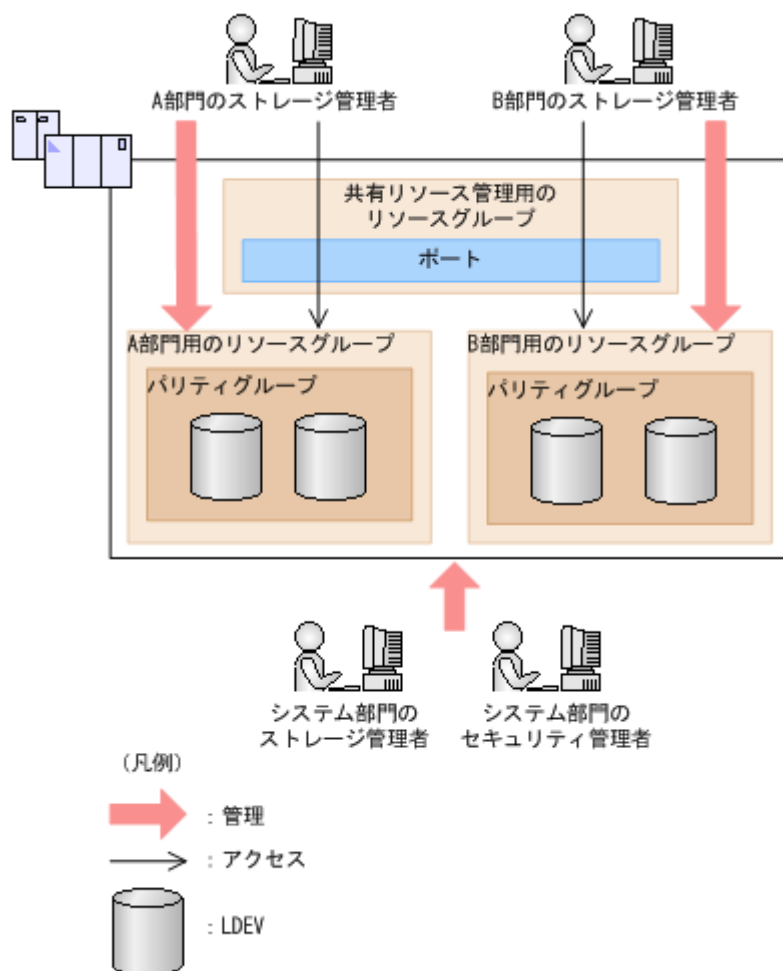 A部門のストレージ管理者
B部門のストレージ管理者
共有リソース管理用の
リソースグループ
ポート
A部門用のリソースグループ
B部門用のリソースグループ
パリティグループ
パリティグループ
システム部門の
ストレージ管理者
システム部門の
セキュリティ管理者
(凡例)
:管理
:アクセス
:LDEV